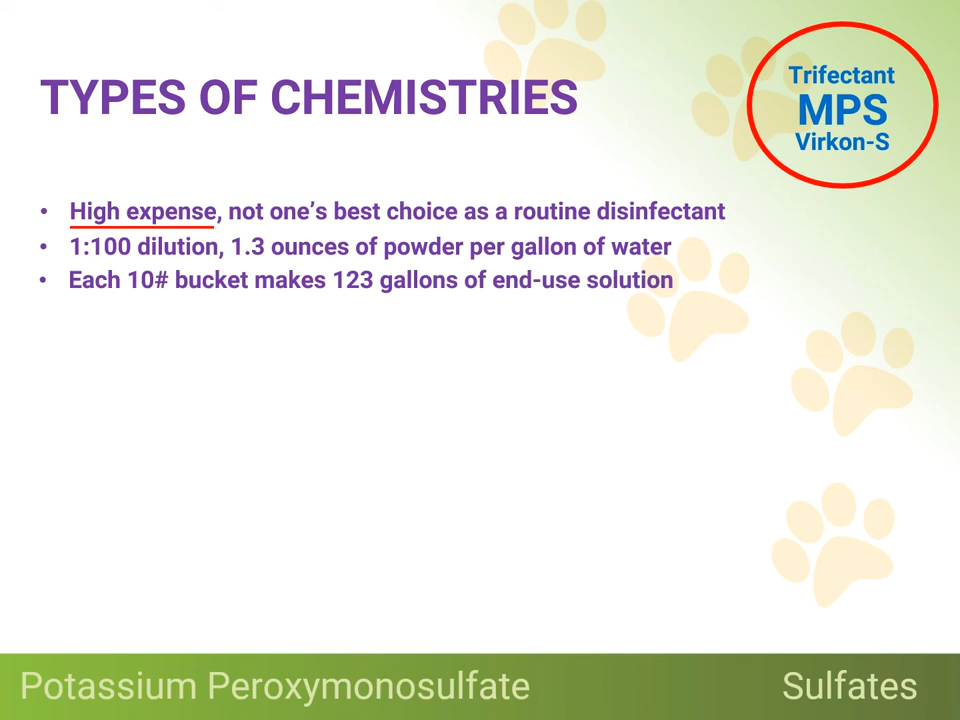 TYPES OF CHEMISTRIES
Trifectant
MPS
Virkon-S
• High expense, not one’s best choice as a routine disinfectant
• 1:100 dilution, 1.3 ounces of powder per gallon of water
• Each 10# bucket makes 123 gallons of end-use solution
Potassium Peroxymonosulfate
Sulfates